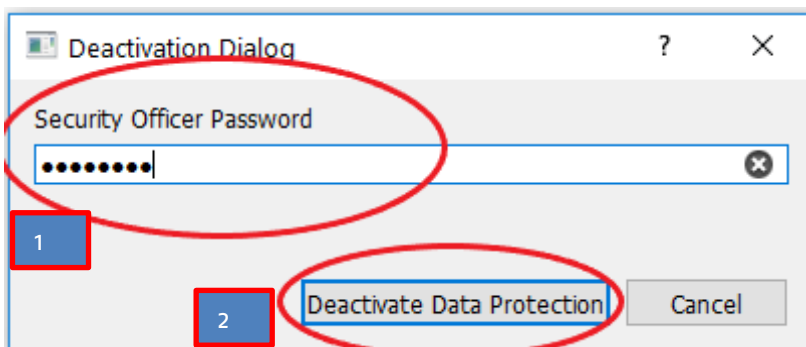 Deactivation Dialog ?
Security Officer Password
••••••••
1
2
Deactivate Data Protection Cancel